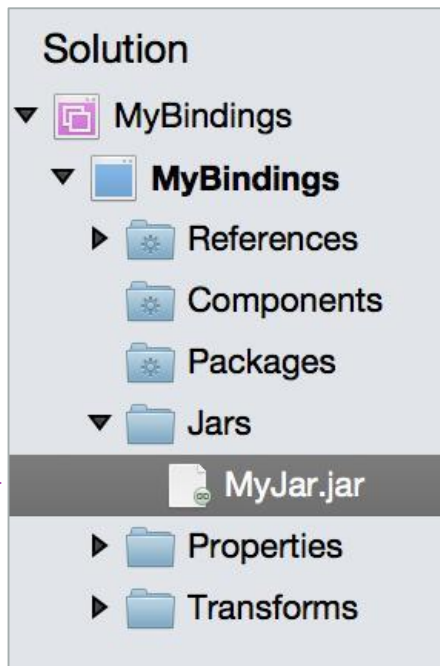 Solution
MyBindings
MyBindings
References
Components
Packages
Jars
MyJar.jar
Properties
Transforms